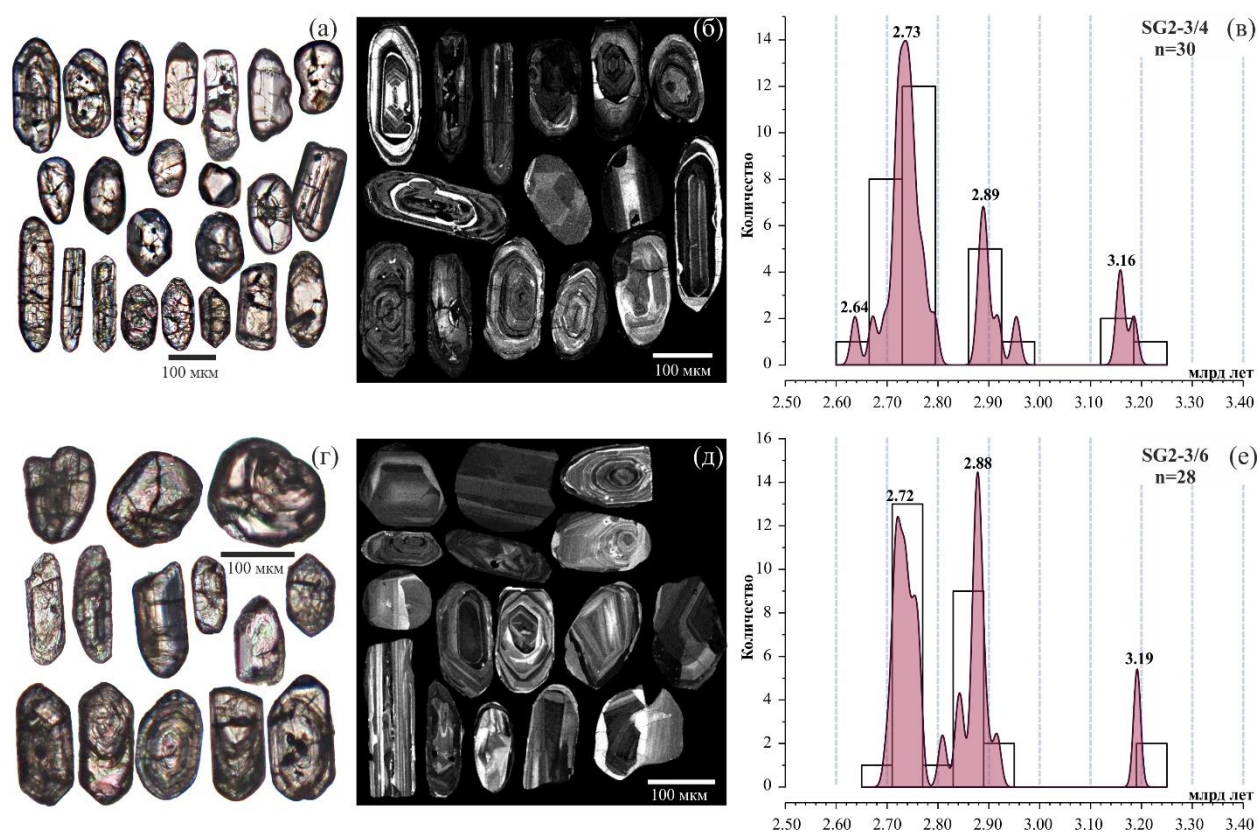 (а)
100 мкм
(б)
100 мкм
(в)
SG2-3/4
n=30
Количество
14
12
10
8
6
4
2
0
2.73
2.89
3.16
2.64
млрд лет
2.50 2.60 2.70 2.80 2.90 3.00 3.10 3.20 3.30 3.40
(г)
100 мкм
(д)
100 мкм
(е)
SG2-3/6
n=28
Количество
16
14
12
10
8
6
4
2
0
2.88
2.72
3.19
млрд лет
2.50 2.60 2.70 2.80 2.90 3.00 3.10 3.20 3.30 3.40